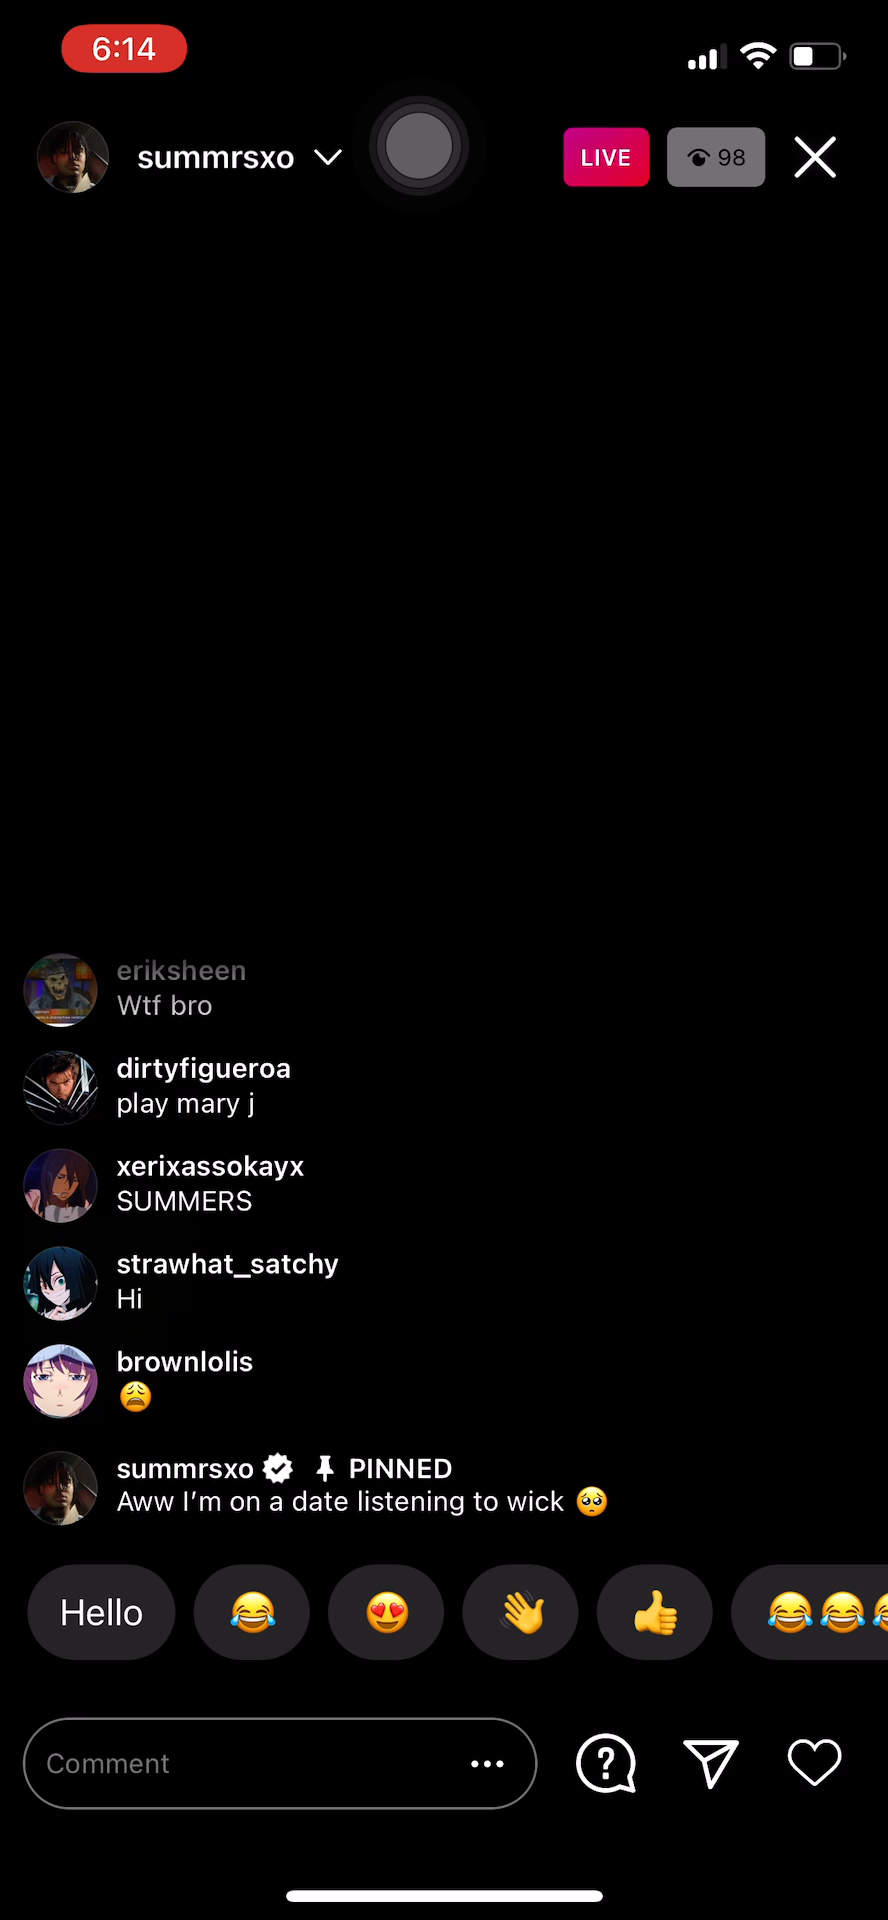 6:14
summrsxo
LIVE
98
eriksheen
Wtf bro
dirtyfigueroa
play mary j
xerixassokayx
SUMMERS
strawhat_satchy
Hi
brownlolis
😩
summrsxo PINNED
Aww I’m on a date listening to wick 🥺
Hello 😂 😍 👋 👍 😂😂😂
Comment